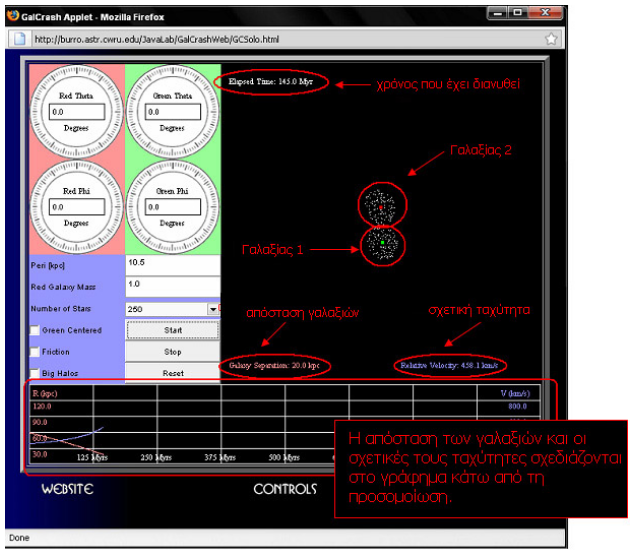 GalCrash Applet - Mozilla Firefox
http://burro.astr.cwru.edu/JavaLab/GalCrashWeb/GCSolo.html
Red Theta
0.0
Degrees
Green Theta
0.0
Degrees
Elapsed Time: 145.0 Myr
χρόνος που έχει διανυθεί
Γαλαξίας 2
Red Phi
0.0
Degrees
Green Phi
0.0
Degrees
Γαλαξίας 1
Peri [kpc]
10.5
Red Galaxy Mass
1.0
Number of Stars
250
απόσταση γαλαξιών
σχετική ταχύτητα
Green Centered
Start
Friction
Stop
Big Halos
Reset
Galaxy Separation: 20.0 kpc
Relative Velocity: 458.1 km/s
R (kpc)
V (km/s)
120.0
800.0
90.0
60.0
30.0
125 Myrs
250 Myrs
375 Myrs
500 Myrs
Η απόσταση των γαλαξιών και οι
σχετικές τους ταχύτητες σχεδιάζονται
στο γράφημα κάτω από τη
προσομοίωση.
WEBSITE
CONTROLS
Done